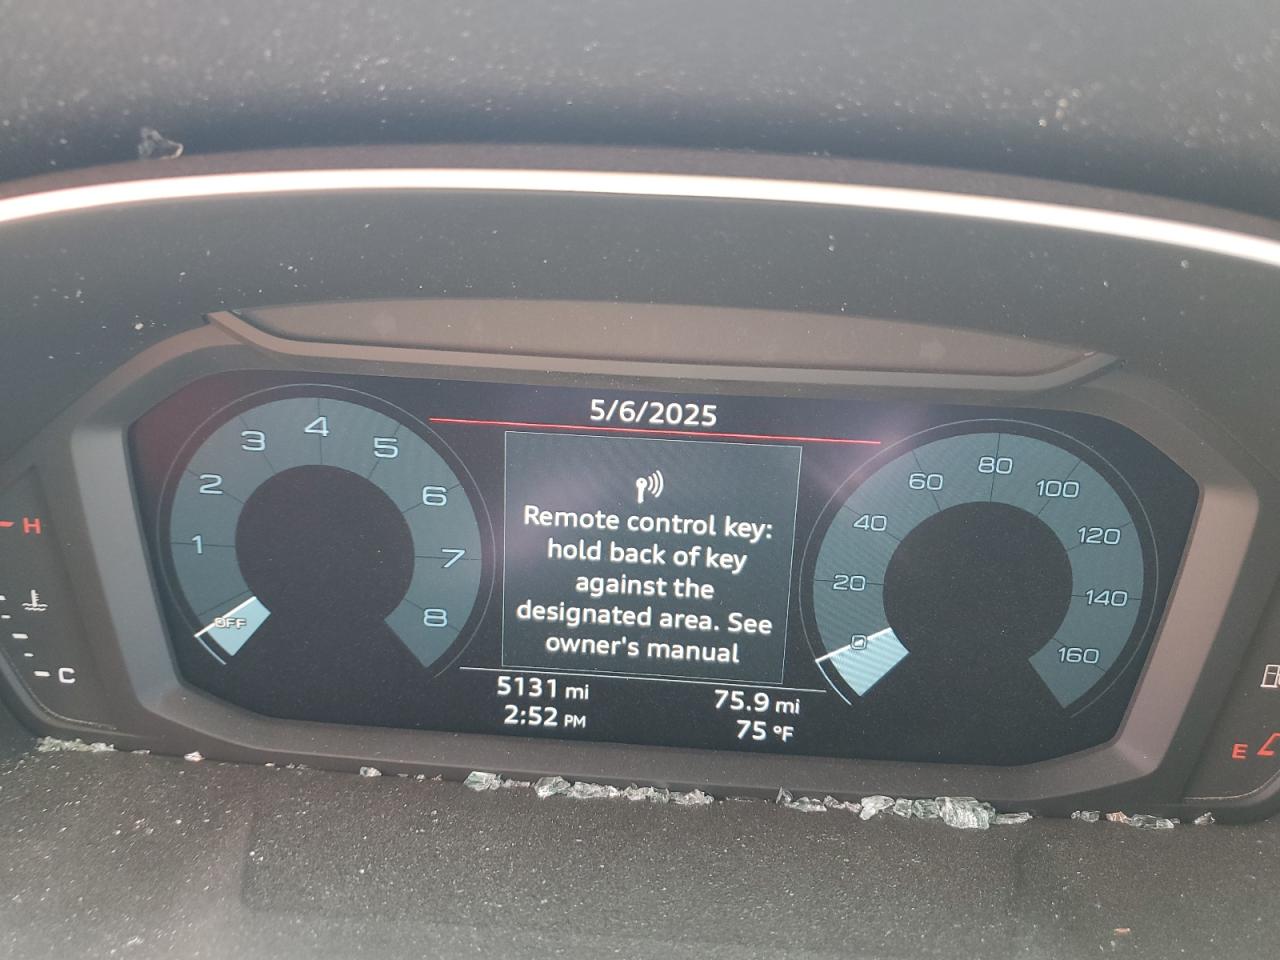 5/6/2025
1
2
3
4
5
6
7
8
OFF
Remote control key:
hold back of key
against the
designated area. See
owner's manual
0
20
40
60
80
100
120
140
160
5131 mi
75.9 mi
2:52 PM
75 °F
H
C
E